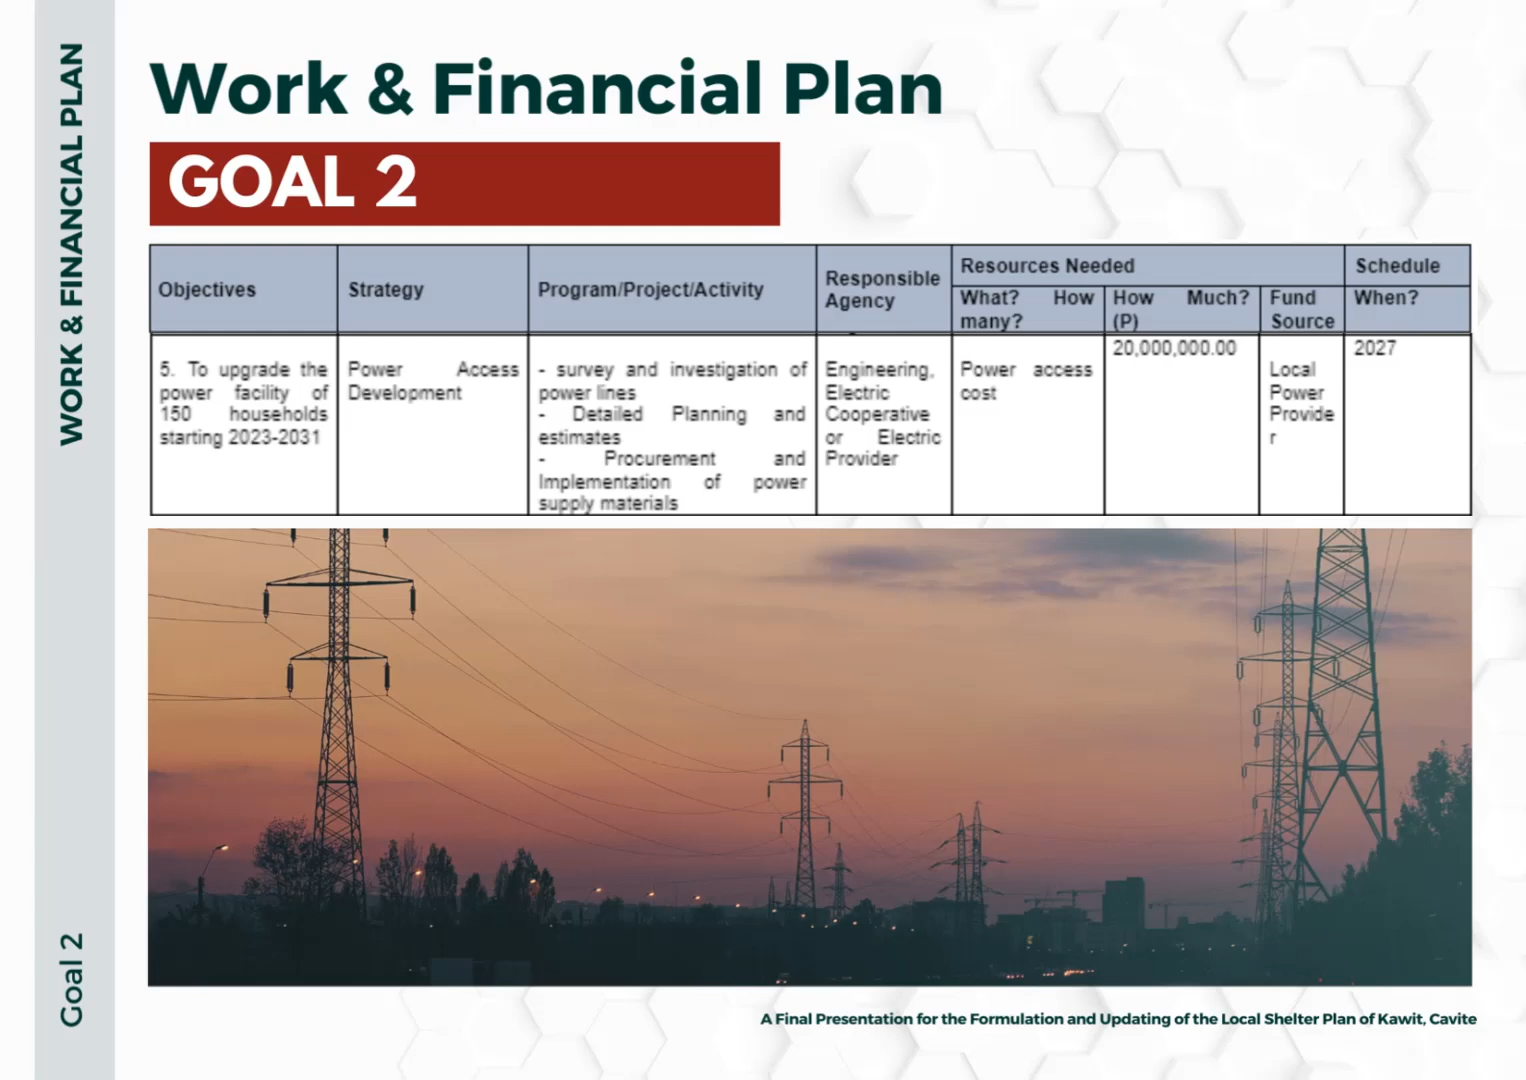 WORK & FINANCIAL PLAN
Goal 2
Work & Financial Plan
GOAL 2
Objectives
Strategy
Program/Project/Activity
Responsible
Agency
Resources Needed
What? How
many?
How Much?
(P)
Fund
Source
Schedule
When?
5. To upgrade the
power facility of
150 households
starting 2023-2031
Power Access
Development
- survey and investigation of
power lines
- Detailed Planning and
estimates
- Procurement and
Implementation of power
supply materials
Engineering,
Electric
Cooperative
or Electric
Provider
Power access
cost
20,000,000.00
Local
Power
Provide
r
2027
A Final Presentation for the Formulation and Updating of the Local Shelter Plan of Kawit, Cavite